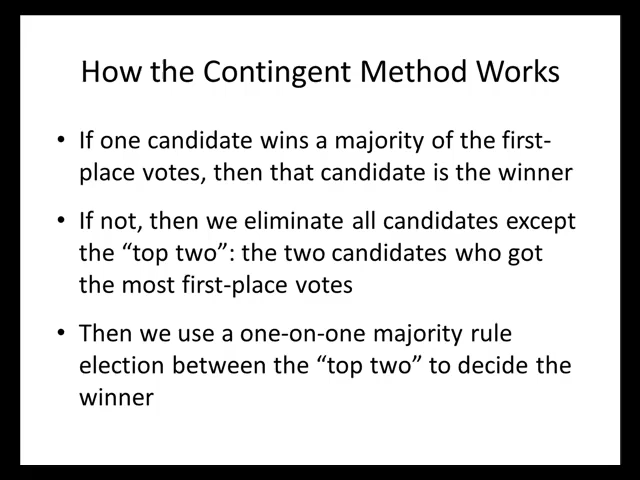 How the Contingent Method Works
• If one candidate wins a majority of the first-
place votes, then that candidate is the winner
• If not, then we eliminate all candidates except
the “top two”: the two candidates who got
the most first-place votes
• Then we use a one-on-one majority rule
election between the “top two” to decide the
winner